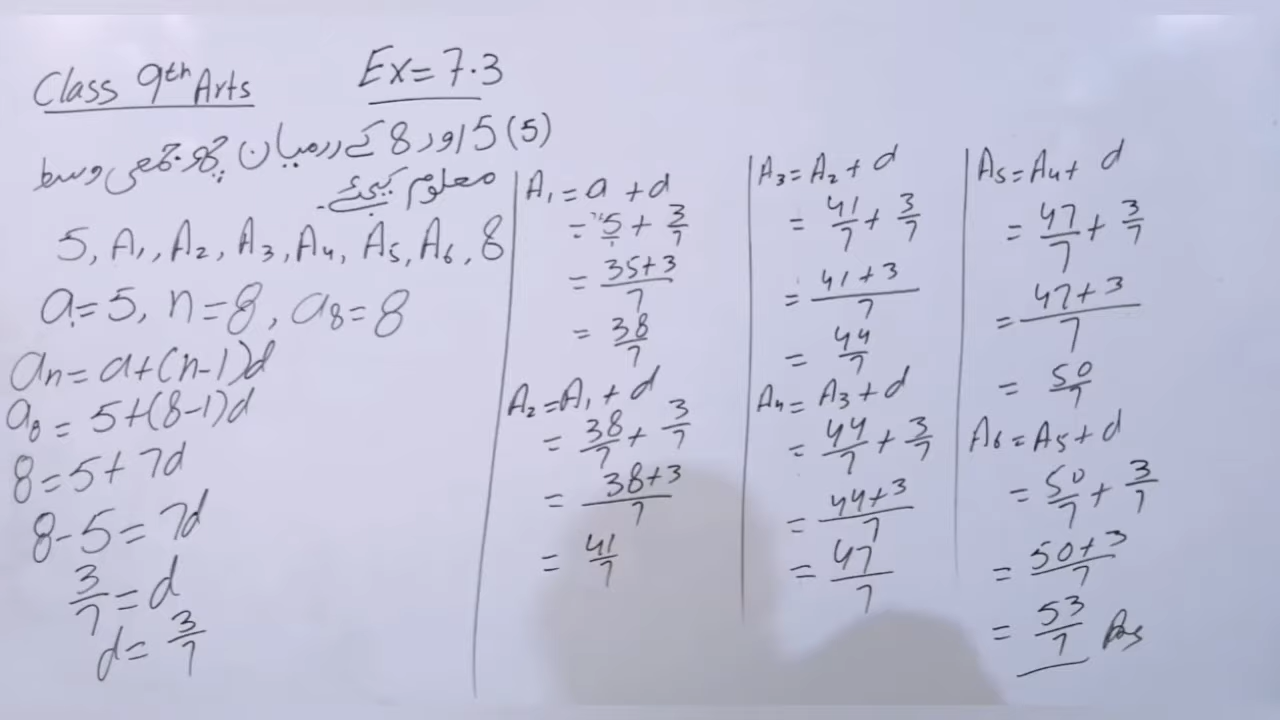 Class 9th Arts
Ex = 7.3
(5) 5 اور 8 کے درمیان چھ جمعی وسط
معلوم کیجئے۔
5, A₁, A₂, A₃, A₄, A₅, A₆, 8
a = 5, n = 8, a₈ = 8
aₙ = a + (n-1)d
a₈ = 5 + (8-1)d
8 = 5 + 7d
8 - 5 = 7d
3/7 = d
d = 3/7
A₁ = a + d
= 5 + 3/7
= 35+3/7
= 38/7
A₂ = A₁ + d
= 38/7 + 3/7
= 38+3/7
= 41/7
A₃ = A₂ + d
= 41/7 + 3/7
= 41+3/7
= 44/7
A₄ = A₃ + d
= 44/7 + 3/7
= 44+3/7
= 47/7
A₅ = A₄ + d
= 47/7 + 3/7
= 47+3/7
= 50/7
A₆ = A₅ + d
= 50/7 + 3/7
= 50+3/7
= 53/7 Ans